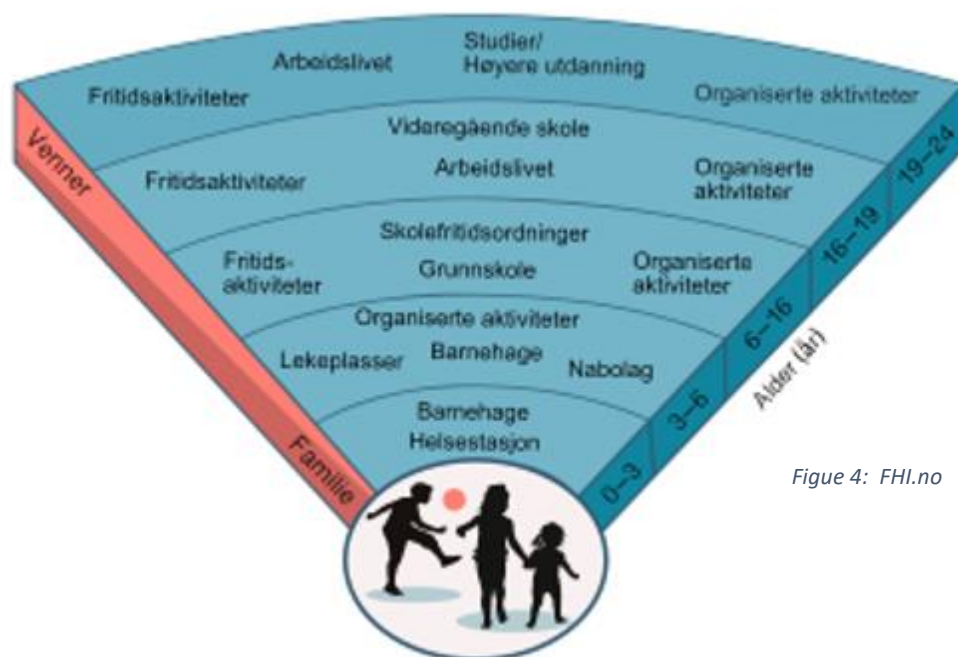 Studier/
Arbeidslivet Høyere utdanning
Fritidsaktiviteter Organiserte aktiviteter
Videregående skole
Arbeidslivet
Fritidsaktiviteter Organiserte
aktiviteter
Skolefritidsordninger
Fritids-
aktiviteter
Grunnskole
Organiserte
aktiviteter
Organiserte aktiviteter
Lekeplasser Barnehage Nabolag
Barnehage
Helsestasjon
Venner
Familie
19–24
16–19
6–16
3–6
0–3
Alder (år)
Figue 4: FHI.no